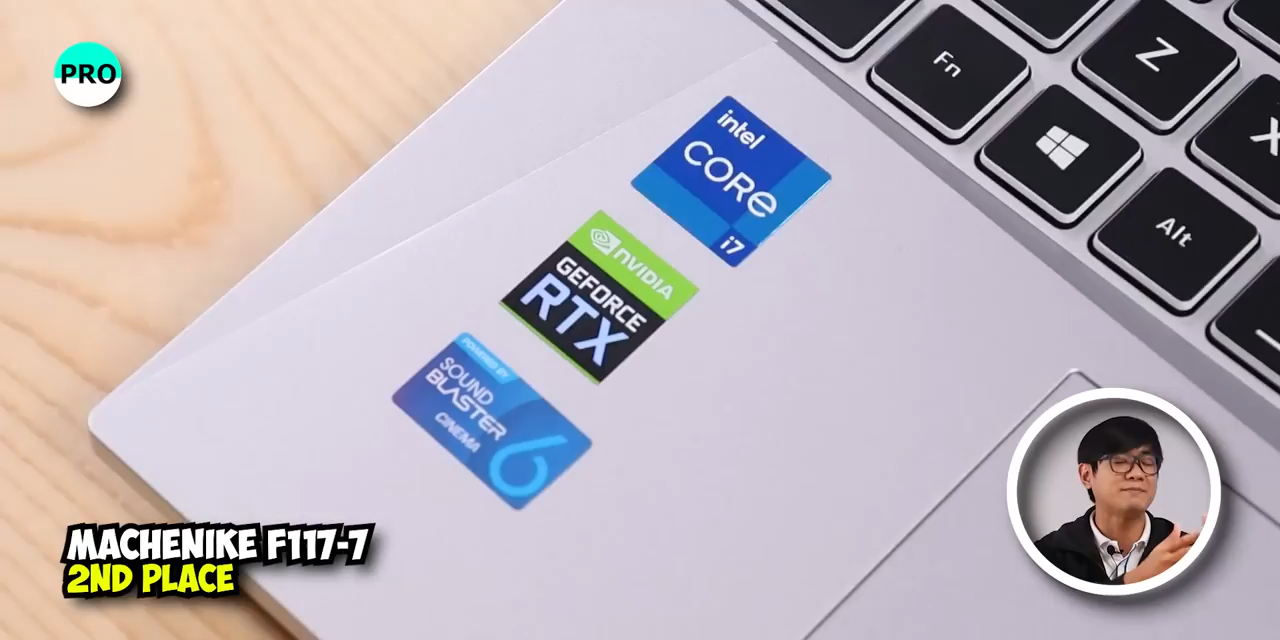 PRO
Fn
Z
X
Alt
intel
CORE
i7
NVIDIA
GEFORCE
RTX
POWERED BY
SOUND
BLASTER
CINEMA
6
MACHENIKE F117-7
2ND PLACE